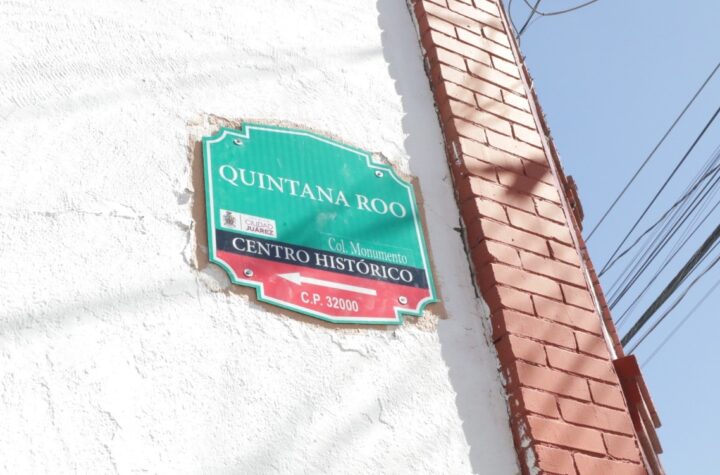 QUINTANA ROO
CIUDAD
JUÁREZ
Col. Monumento
CENTRO HISTÓRICO
C.P. 32000